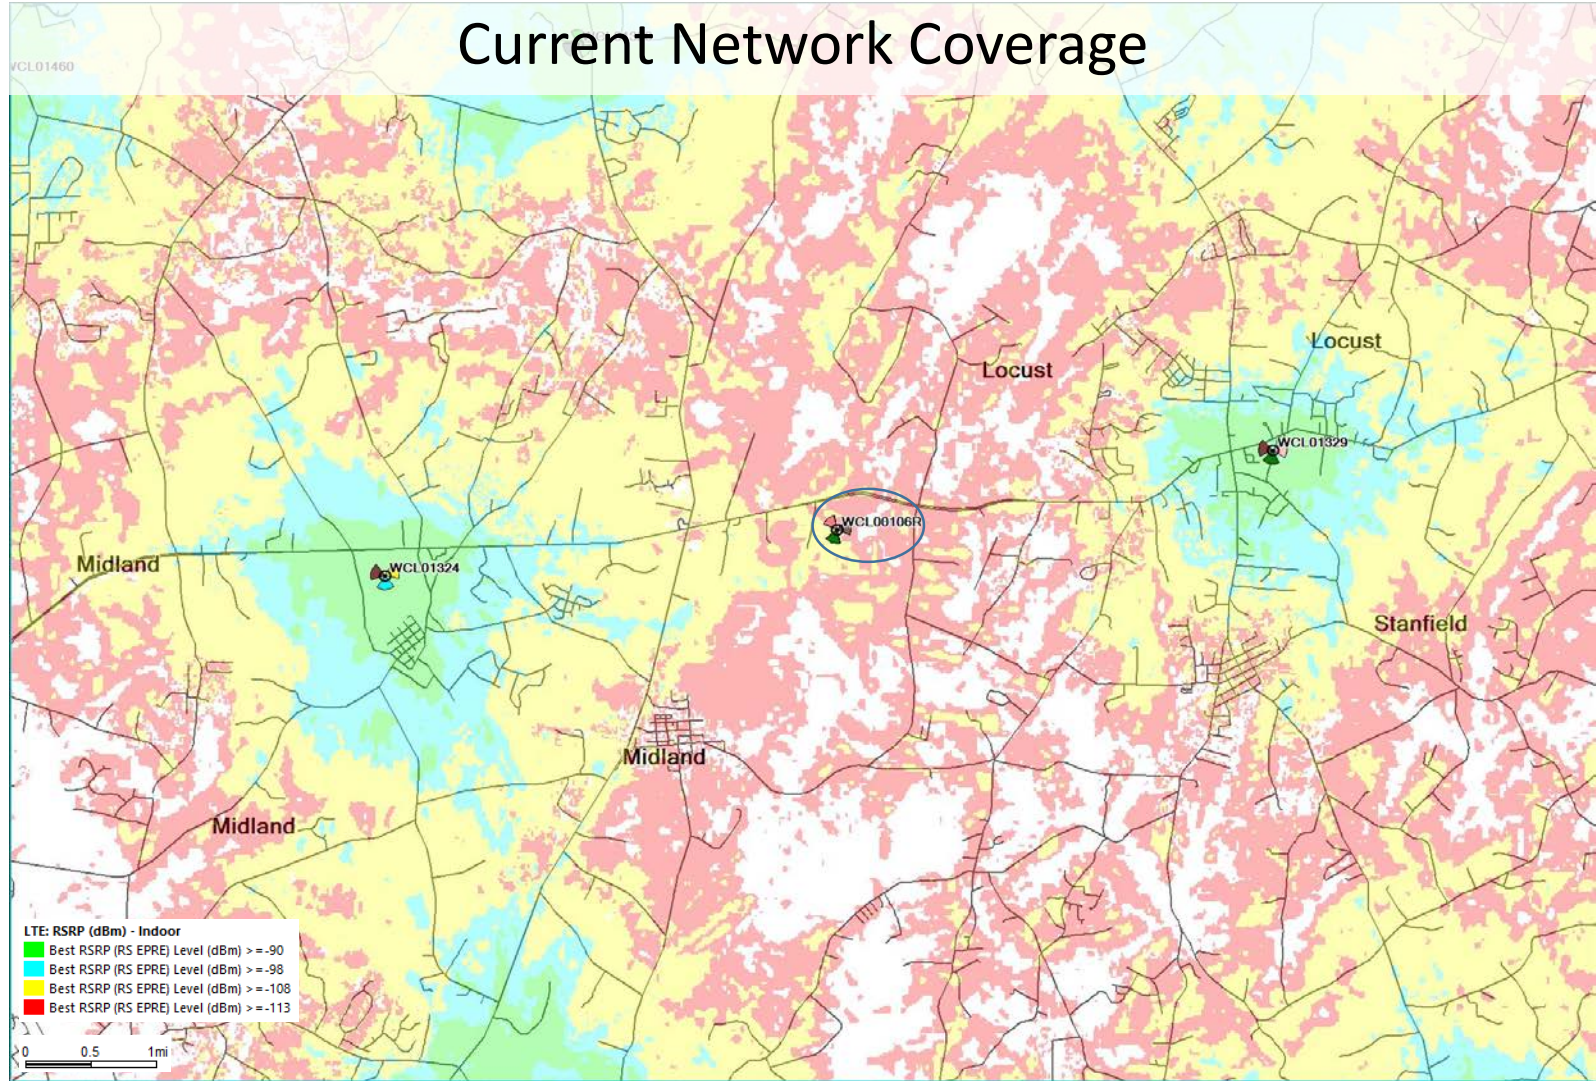 Current Network Coverage
WCL01460
Locust
Locust
WCL01329
WCL00106R
Midland
WCL01324
Stanfield
Midland
Midland
LTE: RSRP (dBm) - Indoor
Best RSRP (RS EPRE) Level (dBm) >=-90
Best RSRP (RS EPRE) Level (dBm) >=-98
Best RSRP (RS EPRE) Level (dBm) >=-108
Best RSRP (RS EPRE) Level (dBm) >=-113
0 0.5 1mi